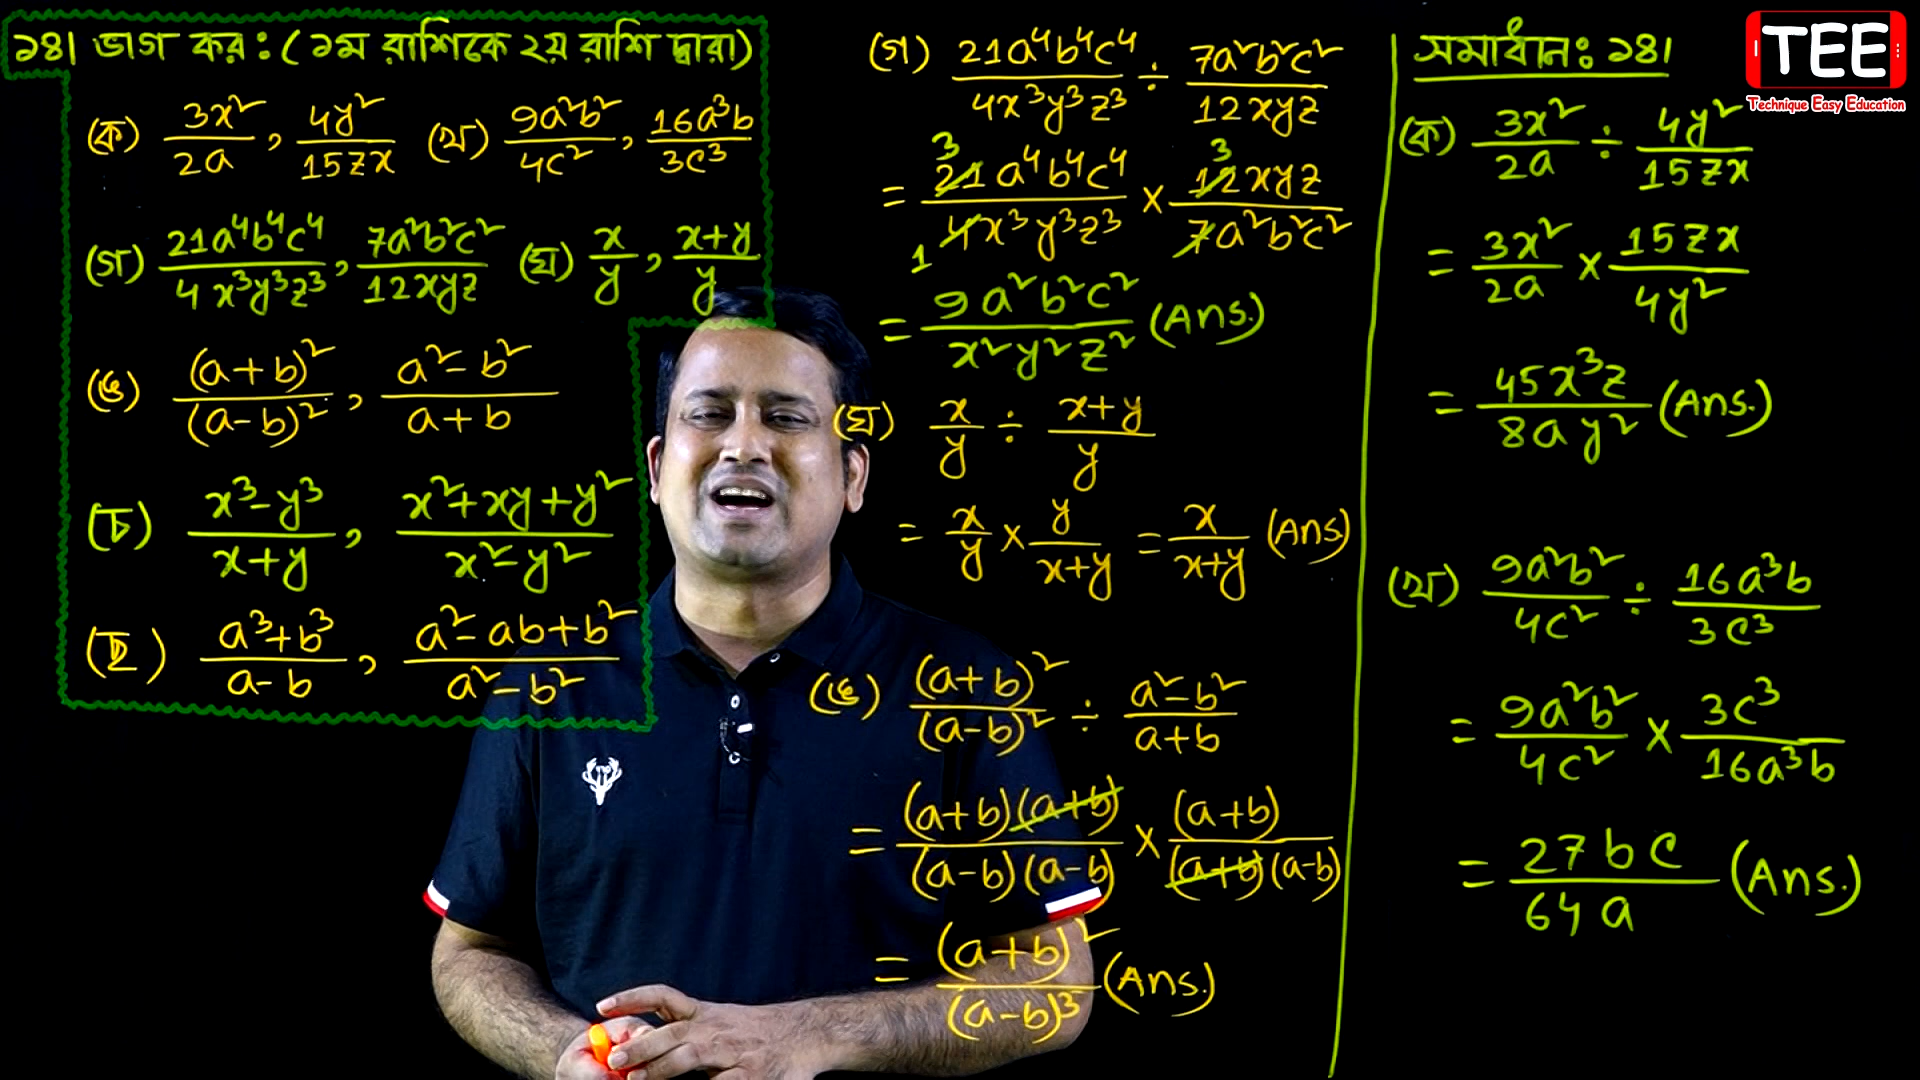 ১৪। ভাগ কর : (১ম রাশিকে ২য় রাশি দ্বারা)
(ক) 3x²/2a , 4y²/15zx (খ) 9a²b²/4c² , 16a³b/3c³
(গ) 21a⁴b⁴c⁴/4x³y³z³ , 7a²b²c²/12xyz (ঘ) x/y , x+y/y
(ঙ) (a+b)²/(a-b)² , a²-b²/a+b
(চ) x³-y³/x+y , x²+xy+y²/x²-y²
(ছ) a³+b³/a-b , a²-ab+b²/a²-b²
(গ) 21a⁴b⁴c⁴/4x³y³z³ ÷ 7a²b²c²/12xyz
3 3
= 21a⁴b⁴c⁴/4x³y³z³ × 12xyz/7a²b²c²
1
= 9a²b²c²/x²y²z² (Ans.)
(ঘ) x/y ÷ x+y/y
= x/y × y/x+y = x/x+y (Ans)
(ঙ) (a+b)²/(a-b)² ÷ a²-b²/a+b
= (a+b)(a+b)/(a-b)(a-b) × (a+b)/(a+b)(a-b)
= (a+b)²/(a-b)³ (Ans.)
সমাধান: ১৪।
(ক) 3x²/2a ÷ 4y²/15zx
= 3x²/2a × 15zx/4y²
= 45x³z/8ay² (Ans.)
(খ) 9a²b²/4c² ÷ 16a³b/3c³
= 9a²b²/4c² × 3c³/16a³b
= 27bc/64a (Ans.)
TEE
Technique Easy Education